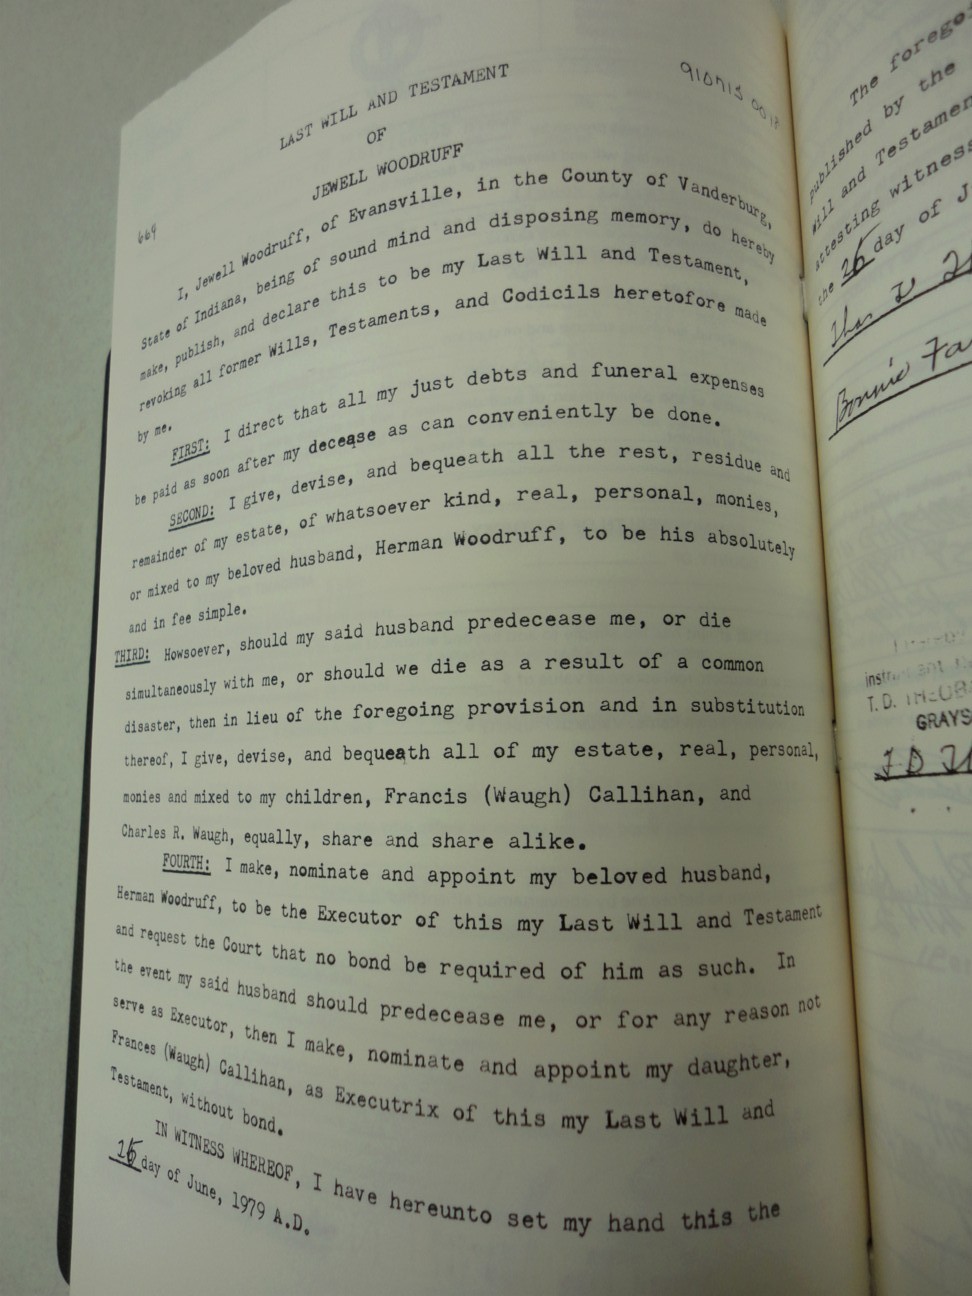 LAST WILL AND TESTAMENT
OF
JEWELL WOODRUFF
669
I, Jewell Woodruff, of Evansville, in the County of Vanderburg,
State of Indiana, being of sound mind and disposing memory, do hereby
make, publish, and declare this to be my Last Will and Testament,
revoking all former Wills, Testaments, and Codicils heretofore made
by me.
FIRST: I direct that all my just debts and funeral expenses
be paid as soon after my decease as can conveniently be done.
SECOND: I give, devise, and bequeath all the rest, residue and
remainder of my estate, of whatsoever kind, real, personal, monies,
or mixed to my beloved husband, Herman Woodruff, to be his absolutely
and in fee simple.
THIRD: Howsoever, should my said husband predecease me, or die
simultaneously with me, or should we die as a result of a common
disaster, then in lieu of the foregoing provision and in substitution
thereof, I give, devise, and bequeath all of my estate, real, personal,
monies and mixed to my children, Francis (Waugh) Callihan, and
Charles R. Waugh, equally, share and share alike.
FOURTH: I make, nominate and appoint my beloved husband,
Herman Woodruff, to be the Executor of this my Last Will and Testament
and request the Court that no bond be required of him as such. In
the event my said husband should predecease me, or for any reason not
serve as Executor, then I make, nominate and appoint my daughter,
Frances (Waugh) Callihan, as Executrix of this my Last Will and
Testament, without bond.
IN WITNESS WHEREOF, I have hereunto set my hand this the
15 day of June, 1979 A.D.
The
published by the
Will and
attesting
the day of
Bonnie
T. D.
GRAYS